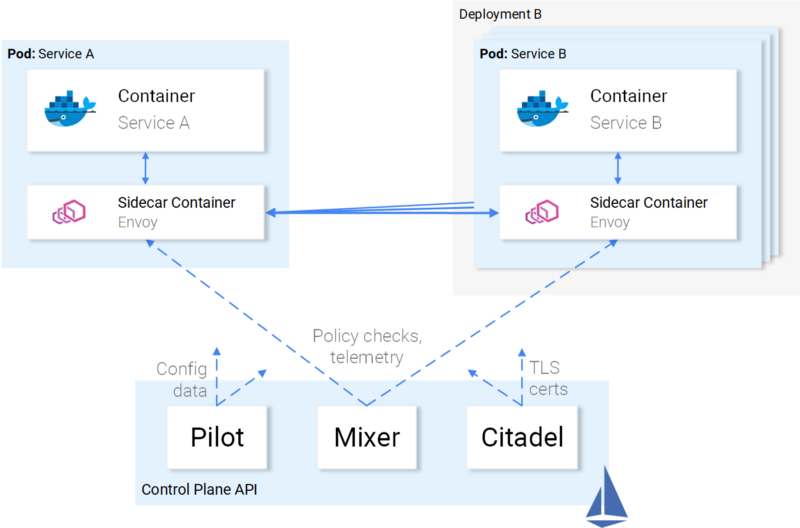 Deployment B
Pod: Service A
Pod: Service B
Container
Service A
Container
Service B
Sidecar Container
Envoy
Sidecar Container
Envoy
Policy checks,
telemetry
Config
data
TLS
certs
Pilot
Mixer
Citadel
Control Plane API